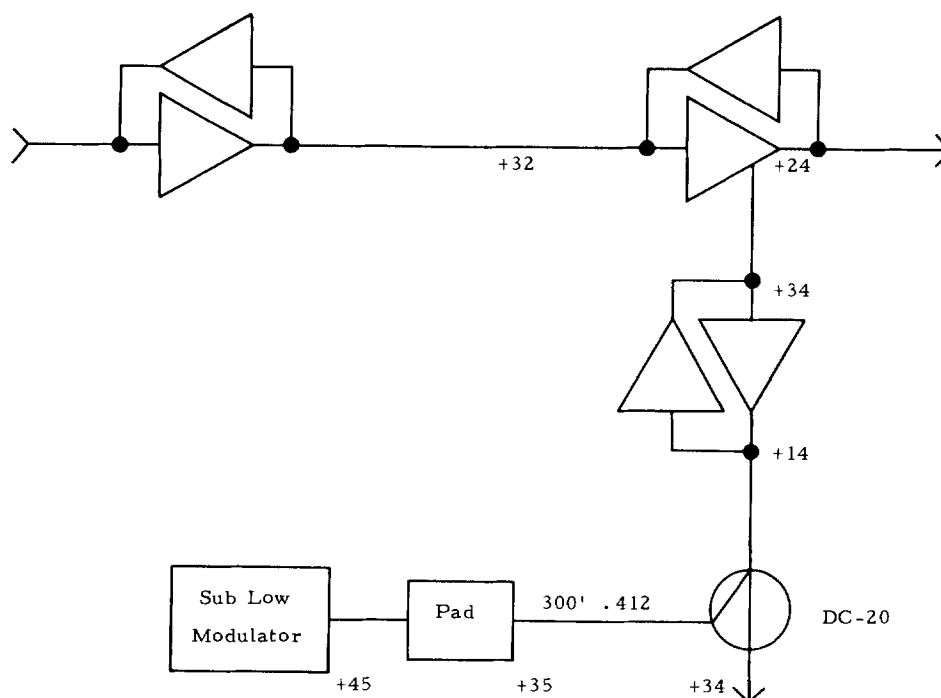 +32
+24
+34
+14
Sub Low
Modulator
Pad
300' .412
DC-20
+45
+35
+34